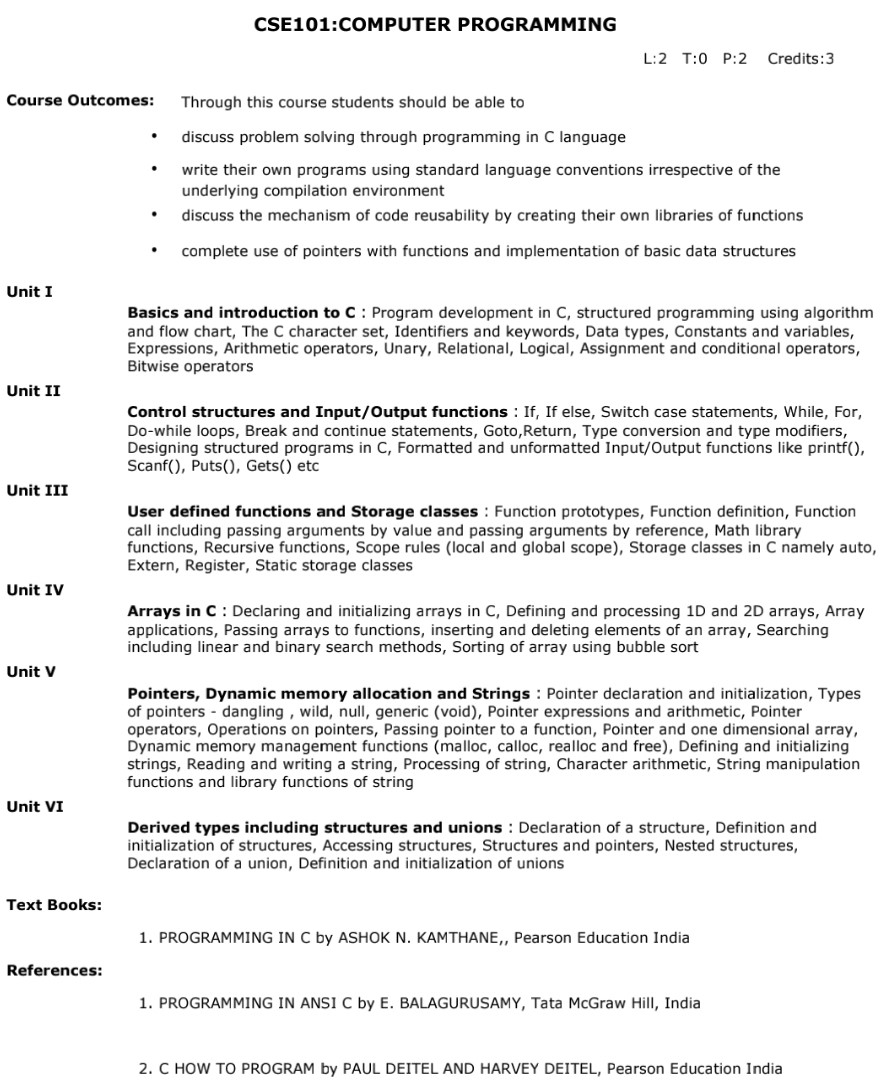 CSE101:COMPUTER PROGRAMMING
L:2 T:0 P:2 Credits:3
Course Outcomes: Through this course students should be able to
• discuss problem solving through programming in C language
• write their own programs using standard language conventions irrespective of the
underlying compilation environment
• discuss the mechanism of code reusability by creating their own libraries of functions
• complete use of pointers with functions and implementation of basic data structures
Unit I
Basics and introduction to C : Program development in C, structured programming using algorithm
and flow chart, The C character set, Identifiers and keywords, Data types, Constants and variables,
Expressions, Arithmetic operators, Unary, Relational, Logical, Assignment and conditional operators,
Bitwise operators
Unit II
Control structures and Input/Output functions : If, If else, Switch case statements, While, For,
Do-while loops, Break and continue statements, Goto,Return, Type conversion and type modifiers,
Designing structured programs in C, Formatted and unformatted Input/Output functions like printf(),
Scanf(), Puts(), Gets() etc
Unit III
User defined functions and Storage classes : Function prototypes, Function definition, Function
call including passing arguments by value and passing arguments by reference, Math library
functions, Recursive functions, Scope rules (local and global scope), Storage classes in C namely auto,
Extern, Register, Static storage classes
Unit IV
Arrays in C : Declaring and initializing arrays in C, Defining and processing 1D and 2D arrays, Array
applications, Passing arrays to functions, inserting and deleting elements of an array, Searching
including linear and binary search methods, Sorting of array using bubble sort
Unit V
Pointers, Dynamic memory allocation and Strings : Pointer declaration and initialization, Types
of pointers - dangling , wild, null, generic (void), Pointer expressions and arithmetic, Pointer
operators, Operations on pointers, Passing pointer to a function, Pointer and one dimensional array,
Dynamic memory management functions (malloc, calloc, realloc and free), Defining and initializing
strings, Reading and writing a string, Processing of string, Character arithmetic, String manipulation
functions and library functions of string
Unit VI
Derived types including structures and unions : Declaration of a structure, Definition and
initialization of structures, Accessing structures, Structures and pointers, Nested structures,
Declaration of a union, Definition and initialization of unions
Text Books:
1. PROGRAMMING IN C by ASHOK N. KAMTHANE,, Pearson Education India
References:
1. PROGRAMMING IN ANSI C by E. BALAGURUSAMY, Tata McGraw Hill, India
2. C HOW TO PROGRAM by PAUL DEITEL AND HARVEY DEITEL, Pearson Education India